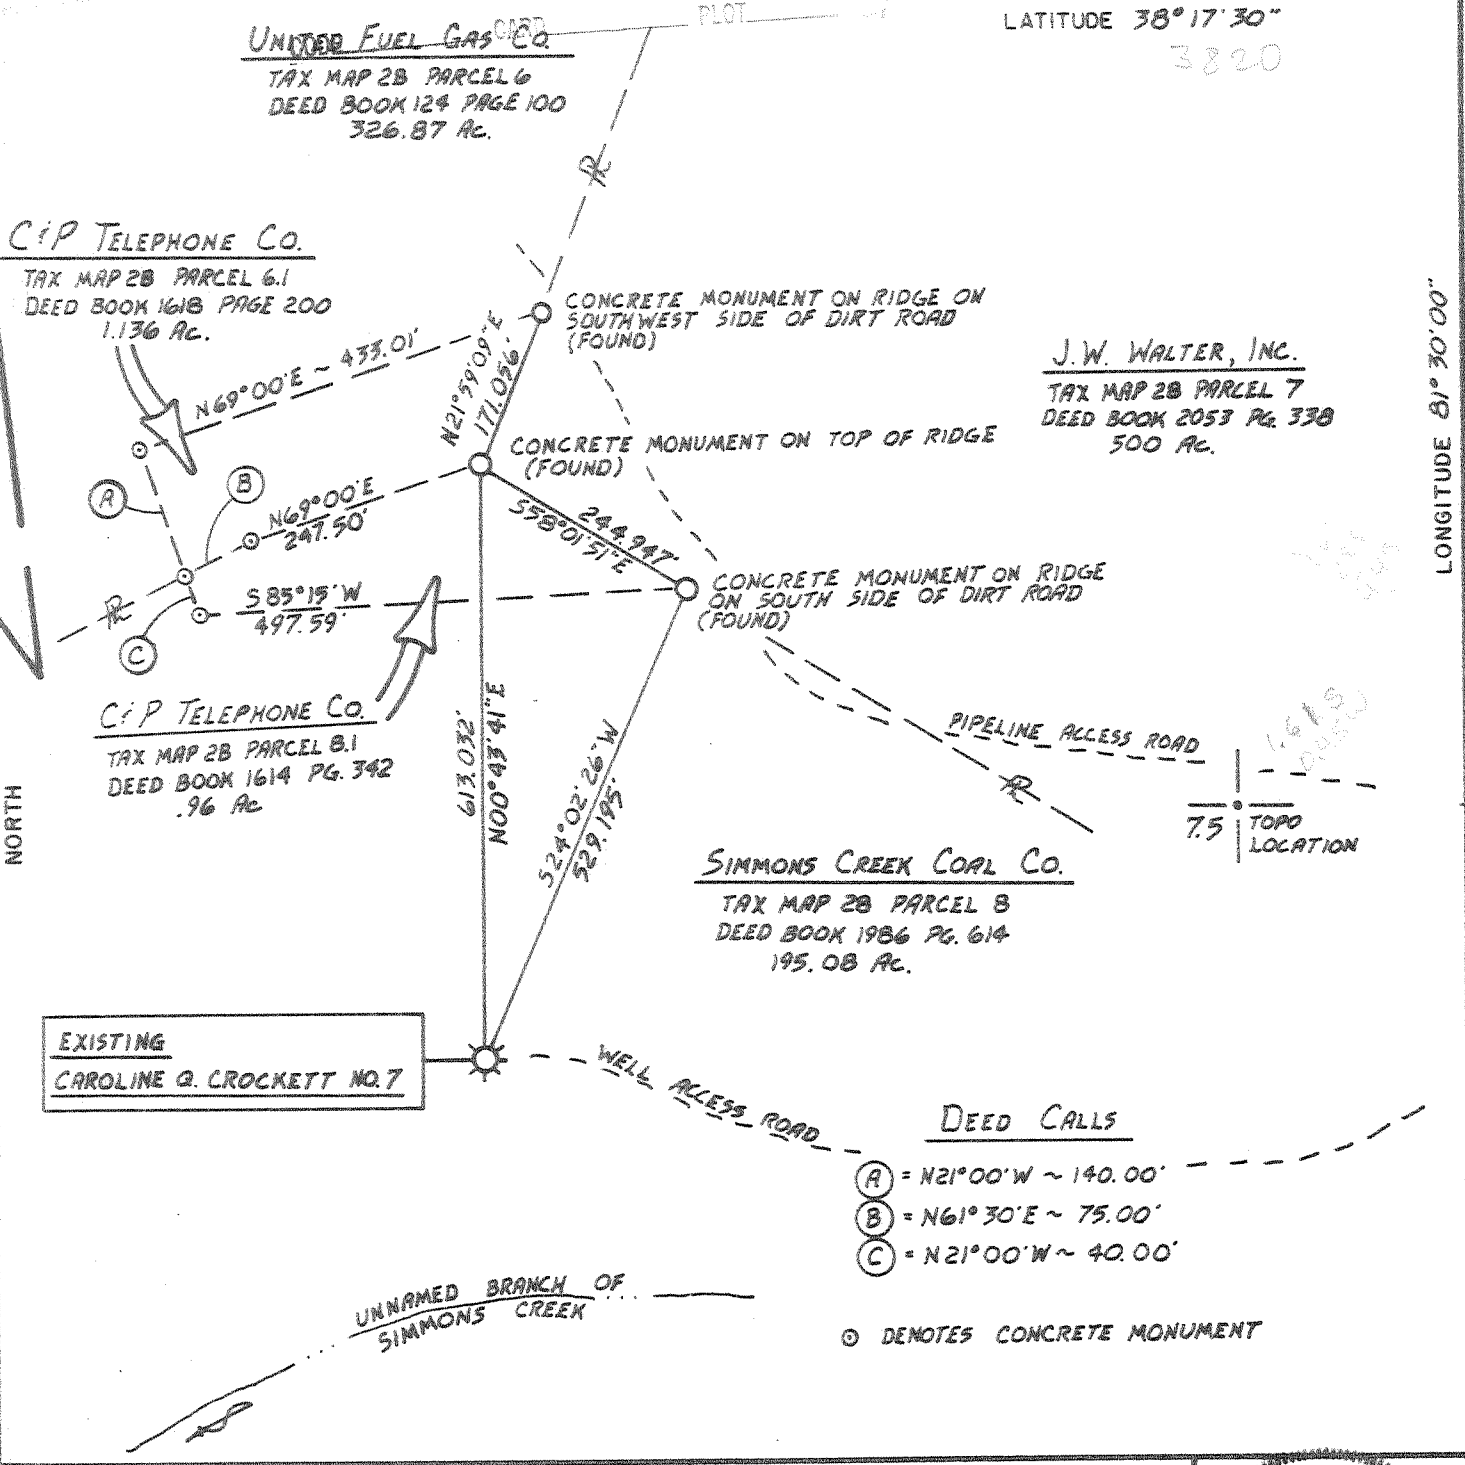 PLOT
LATITUDE 38°17'30"
3820
UNITED FUEL GAS CO.
TAX MAP 2B PARCEL 6
DEED BOOK 124 PAGE 100
326.87 Ac.
PL
C&P TELEPHONE CO.
TAX MAP 2B PARCEL 6.1
DEED BOOK 1618 PAGE 200
1.136 Ac.
CONCRETE MONUMENT ON RIDGE ON
SOUTHWEST SIDE OF DIRT ROAD
(FOUND)
N69°00'E ~ 433.01'
N21°59'09"E
171.056'
J.W. WALTER, INC.
TAX MAP 2B PARCEL 7
DEED BOOK 2053 PG. 338
500 Ac.
LONGITUDE 81°30'00"
CONCRETE MONUMENT ON TOP OF RIDGE
(FOUND)
A
B
N69°00'E
247.50'
244.947'
S58°01'51"E
CONCRETE MONUMENT ON RIDGE
ON SOUTH SIDE OF DIRT ROAD
(FOUND)
S85°15'W
497.59'
PL
C
C&P TELEPHONE CO.
TAX MAP 2B PARCEL 8.1
DEED BOOK 1614 PG. 342
.96 Ac
NORTH
613.032'
N00°43'41"E
S24°02'26"W
529.195'
PIPELINE ACCESS ROAD
PL
7.5 TOPO
LOCATION
SIMMONS CREEK COAL CO.
TAX MAP 2B PARCEL 8
DEED BOOK 1986 PG. 614
195.08 Ac.
EXISTING
CAROLINE Q. CROCKETT NO. 7
WELL ACCESS ROAD
DEED CALLS
A = N21°00'W ~ 140.00'
B = N61°30'E ~ 75.00'
C = N21°00'W ~ 40.00'
UNNAMED BRANCH OF
SIMMONS CREEK
⊙ DENOTES CONCRETE MONUMENT